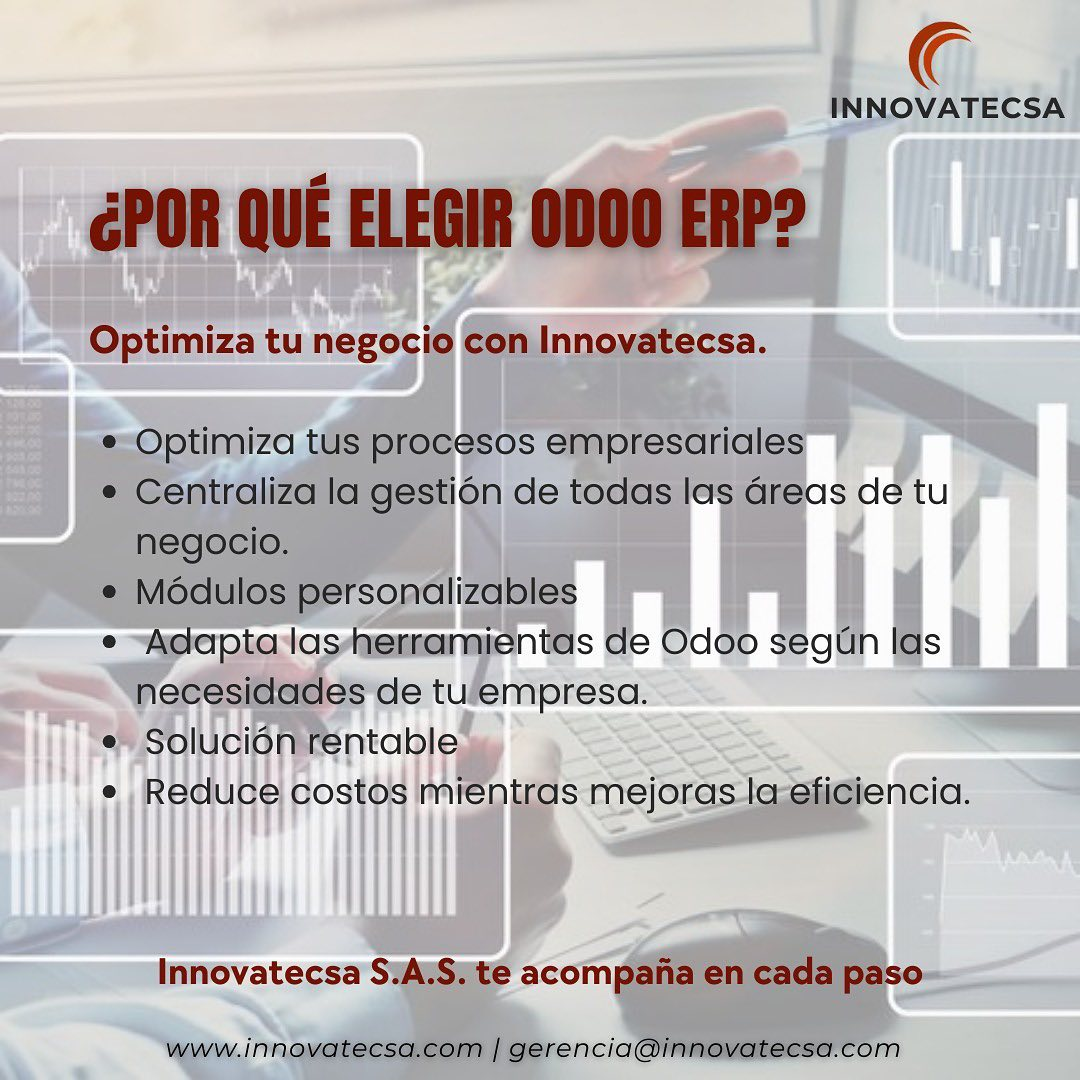 INNOVATECSA
¿POR QUÉ ELEGIR ODOO ERP?
Optimiza tu negocio con Innovatecsa.
• Optimiza tus procesos empresariales
• Centraliza la gestión de todas las áreas de tu
negocio.
• Módulos personalizables
• Adapta las herramientas de Odoo según las
necesidades de tu empresa.
• Solución rentable
• Reduce costos mientras mejoras la eficiencia.
Innovatecsa S.A.S. te acompaña en cada paso
www.innovatecsa.com | gerencia@innovatecsa.com